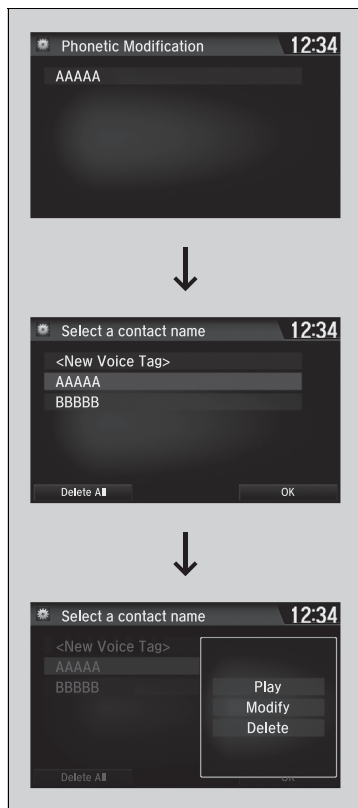 Phonetic Modification 12:34
AAAAA
Select a contact name 12:34
<New Voice Tag>
AAAAA
BBBBB
Delete All OK
Select a contact name 12:34
<New Voice Tag>
AAAAA
BBBBB
Play
Modify
Delete
Delete All OK